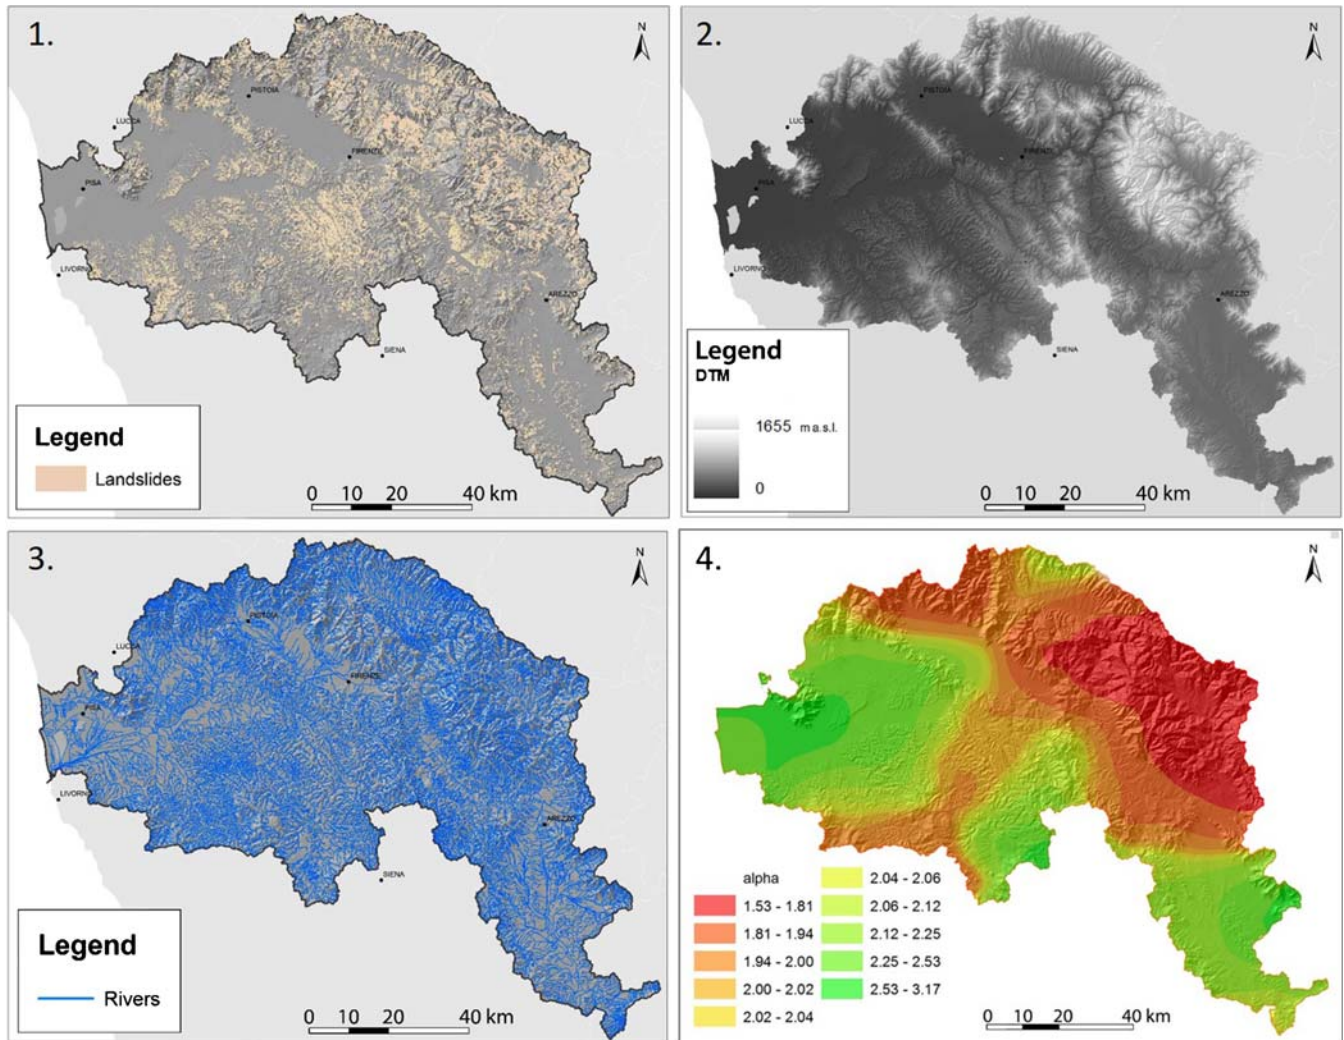 1.
N
PISTOIA
LUCCA
FIRENZE
PISA
LIVORNO
AREZZO
SIENA
Legend
Landslides
0 10 20 40 km
2.
N
PISTOIA
LUCCA
FIRENZE
PISA
LIVORNO
AREZZO
SIENA
Legend
DTM
1655 m a.s.l.
0
0 10 20 40 km
3.
N
PISTOIA
LUCCA
FIRENZE
PISA
LIVORNO
AREZZO
SIENA
Legend
Rivers
0 10 20 40 km
4.
N
alpha
1.53 - 1.81
1.81 - 1.94
1.94 - 2.00
2.00 - 2.02
2.02 - 2.04
2.04 - 2.06
2.06 - 2.12
2.12 - 2.25
2.25 - 2.53
2.53 - 3.17
0 10 20 40 km